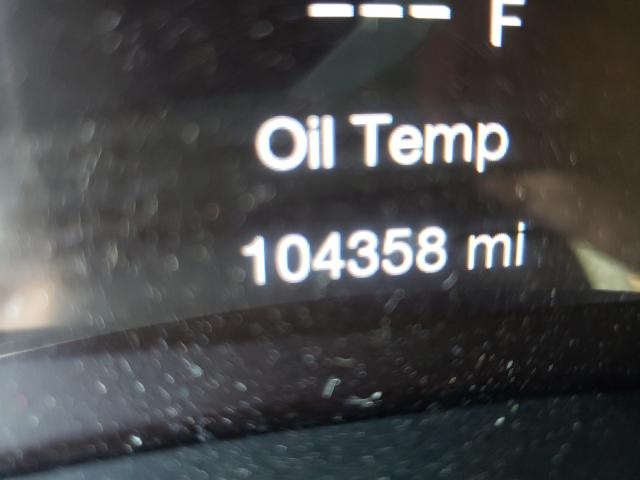 --- F
Oil Temp
104358 mi